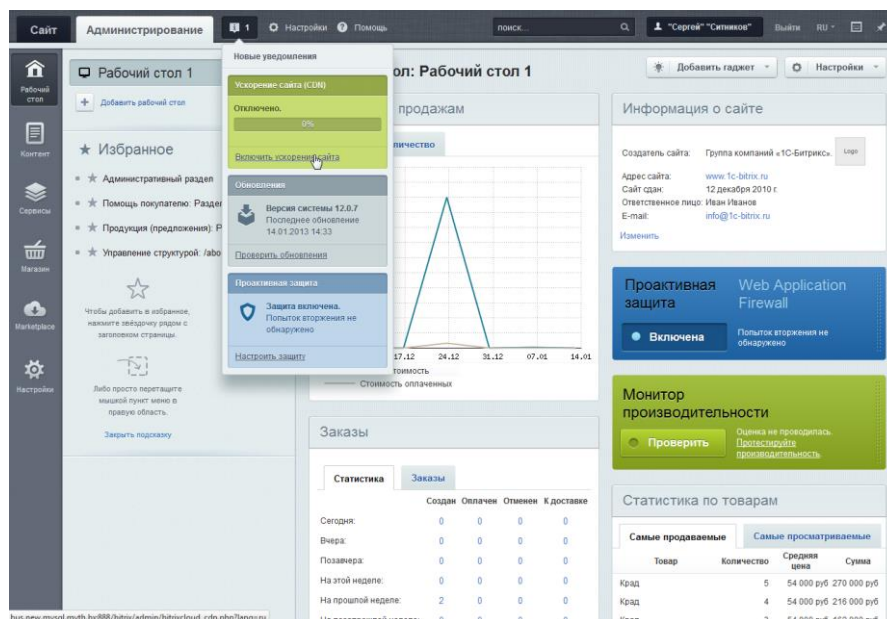 Сайт
Администрирование
1
Настройки
Помощь
поиск...
"Сергей" "Ситников"
Выйти
RU
Рабочий стол
Контент
Сервисы
Магазин
Marketplace
Настройки
Рабочий стол 1
Добавить рабочий стол
Избранное
Административный раздел
Помощь покупателю: Раздел
Продукция (предложения): Р
Управление структурой: /abo
Чтобы добавить в избранное,
нажмите звёздочку рядом с
заголовком страницы.
Либо просто перетащите
мышкой пункт меню в
правую область.
Закрыть подсказку
Новые уведомления
Ускорение сайта (CDN)
Отключено.
0%
Включить ускорение сайта
Обновления
Версия системы 12.0.7
Последнее обновление
14.01.2013 14:33
Проверить обновления
Проактивная защита
Защита включена.
Попыток вторжения не
обнаружено
Настроить защиту
ол: Рабочий стол 1
Добавить гаджет
Настройки
продажам
личество
17.12 24.12 31.12 07.01 14.01
тоимость
Стоимость оплаченных
Заказы
Статистика Заказы
Создан Оплачен Отменен К доставке
Сегодня: 0 0 0 0
Вчера: 0 0 0 0
Позавчера: 0 0 0 0
На этой неделе: 0 0 0 0
На прошлой неделе: 2 0 0 0
Информация о сайте
Создатель сайта: Группа компаний «1С-Битрикс».
Logo
Адрес сайта: www.1c-bitrix.ru
Сайт сдан: 12 декабря 2010 г.
Ответственное лицо: Иван Иванов
E-mail: info@1c-bitrix.ru
Изменить
Проактивная защита
Web Application Firewall
Включена
Попыток вторжения не
обнаружено
Монитор
производительности
Проверить
Оценка не проводилась.
Протестируйте
производительность.
Статистика по товарам
Самые продаваемые Самые просматриваемые
Товар Количество Средняя цена Сумма
Крад 5 54 000 руб 270 000 руб
Крад 4 54 000 руб 216 000 руб